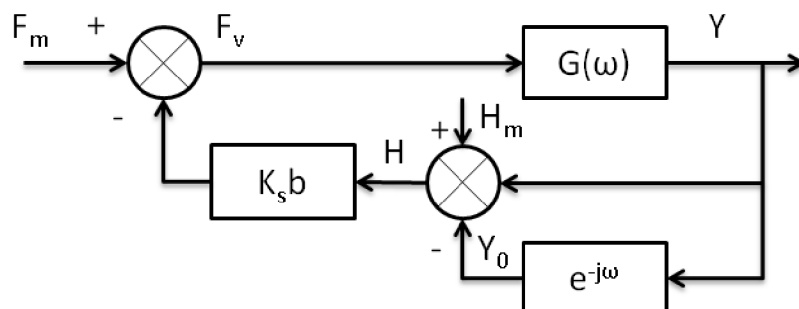 F_m + F_v G(ω) Y
-
+ H_m
K_s b H
- Y_0 e^{-jω}